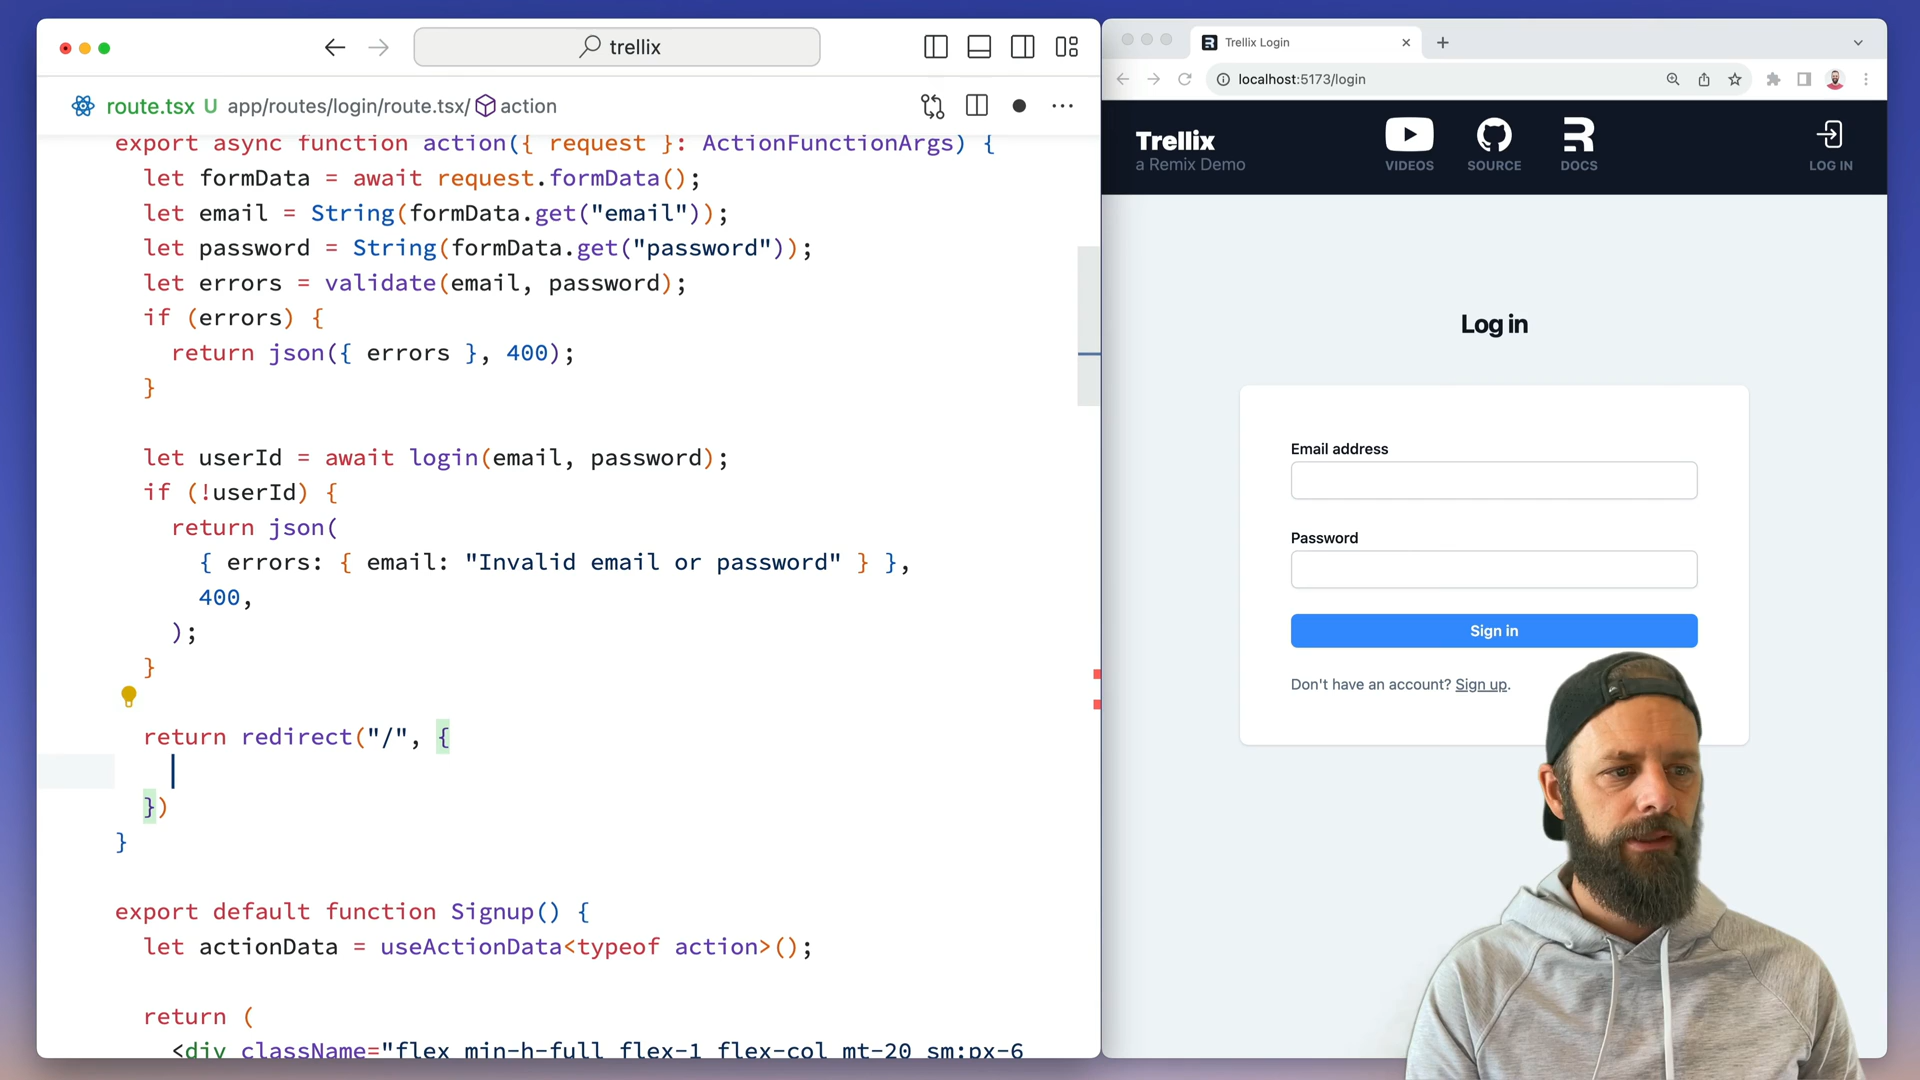 trellix
route.tsx U app/routes/login/route.tsx/ action
export async function action({ request }: ActionFunctionArgs) {
let formData = await request.formData();
let email = String(formData.get("email"));
let password = String(formData.get("password"));
let errors = validate(email, password);
if (errors) {
return json({ errors }, 400);
}
let userId = await login(email, password);
if (!userId) {
return json(
{ errors: { email: "Invalid email or password" } },
400,
);
}
return redirect("/", {
})
}
export default function Signup() {
let actionData = useActionData<typeof action>();
return (
<div className="flex min-h-full flex-1 flex-col mt-20 sm:px-6
Trellix Login
localhost:5173/login
Trellix
a Remix Demo
VIDEOS
SOURCE
DOCS
LOG IN
Log in
Email address
Password
Sign in
Don't have an account? Sign up.